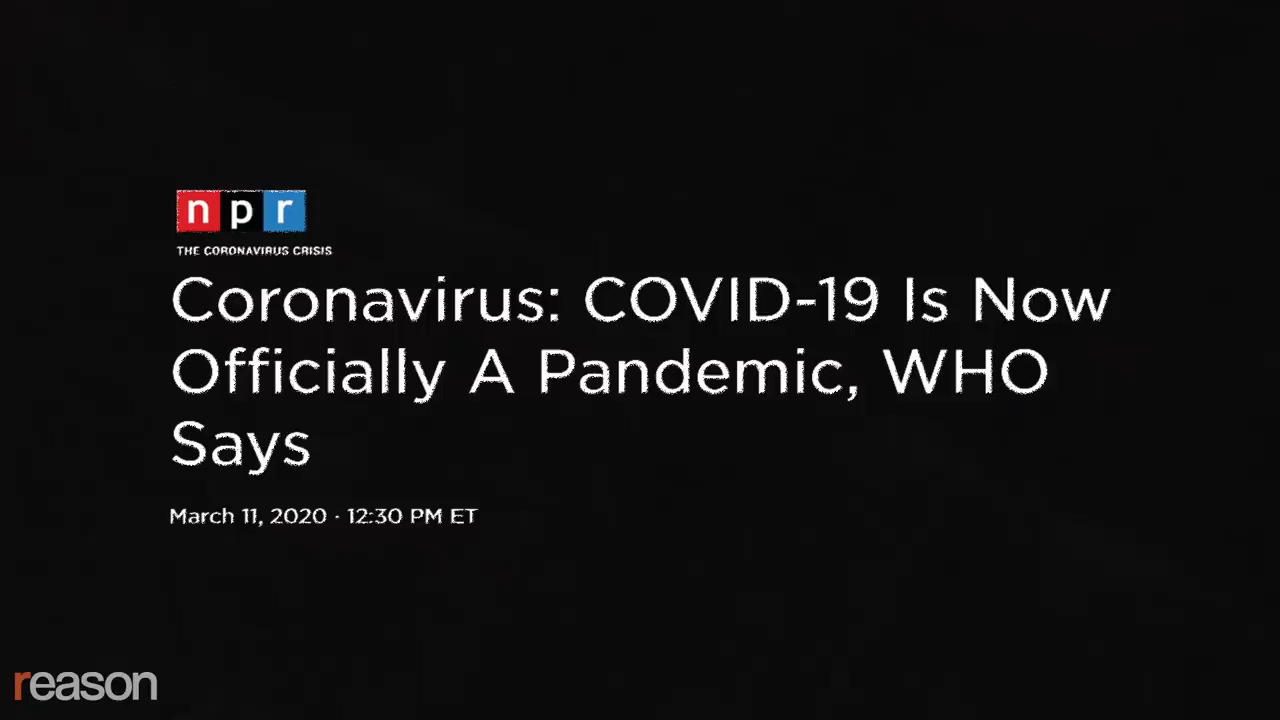 npr
THE CORONAVIRUS CRISIS
Coronavirus: COVID-19 Is Now
Officially A Pandemic, WHO
Says
March 11, 2020 · 12:30 PM ET
reason